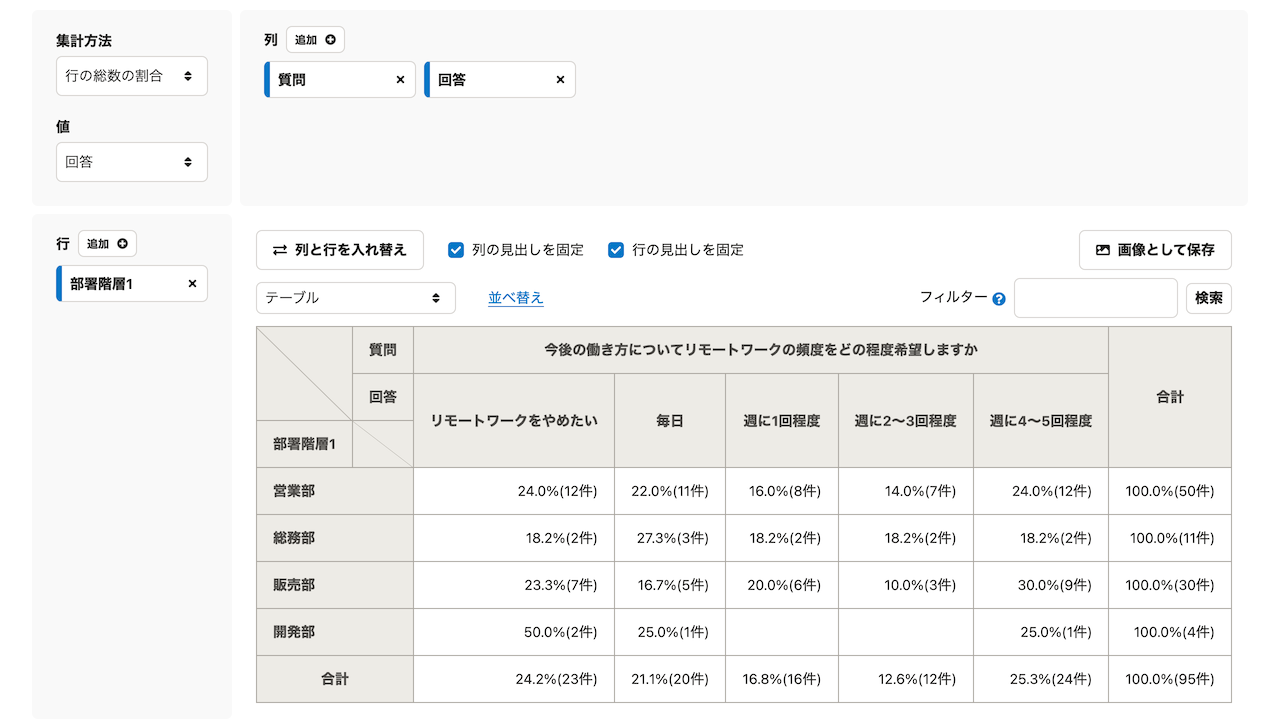 集計方法
行の総数の割合
値
回答
列 追加
質問 × 回答 ×
行 追加
部署階層1 ×
列と行を入れ替え 列の見出しを固定 行の見出しを固定 画像として保存
テーブル 並べ替え フィルター ? 検索
質問 今後の働き方についてリモートワークの頻度をどの程度希望しますか 合計
回答 リモートワークをやめたい 毎日 週に1回程度 週に2〜3回程度 週に4〜5回程度
部署階層1
営業部 24.0%(12件) 22.0%(11件) 16.0%(8件) 14.0%(7件) 24.0%(12件) 100.0%(50件)
総務部 18.2%(2件) 27.3%(3件) 18.2%(2件) 18.2%(2件) 18.2%(2件) 100.0%(11件)
販売部 23.3%(7件) 16.7%(5件) 20.0%(6件) 10.0%(3件) 30.0%(9件) 100.0%(30件)
開発部 50.0%(2件) 25.0%(1件) 25.0%(1件) 100.0%(4件)
合計 24.2%(23件) 21.1%(20件) 16.8%(16件) 12.6%(12件) 25.3%(24件) 100.0%(95件)